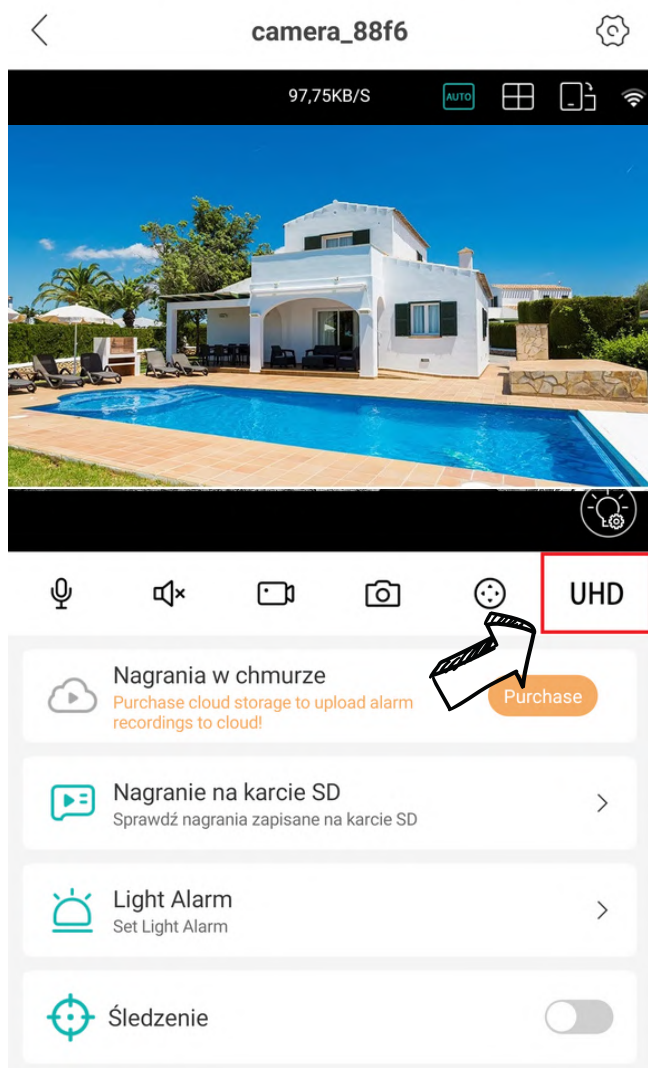 camera_88f6
97,75KB/S
AUTO
UHD
Nagrania w chmurze
Purchase cloud storage to upload alarm
recordings to cloud!
Purchase
Nagranie na karcie SD
Sprawdź nagrania zapisane na karcie SD
Light Alarm
Set Light Alarm
Śledzenie